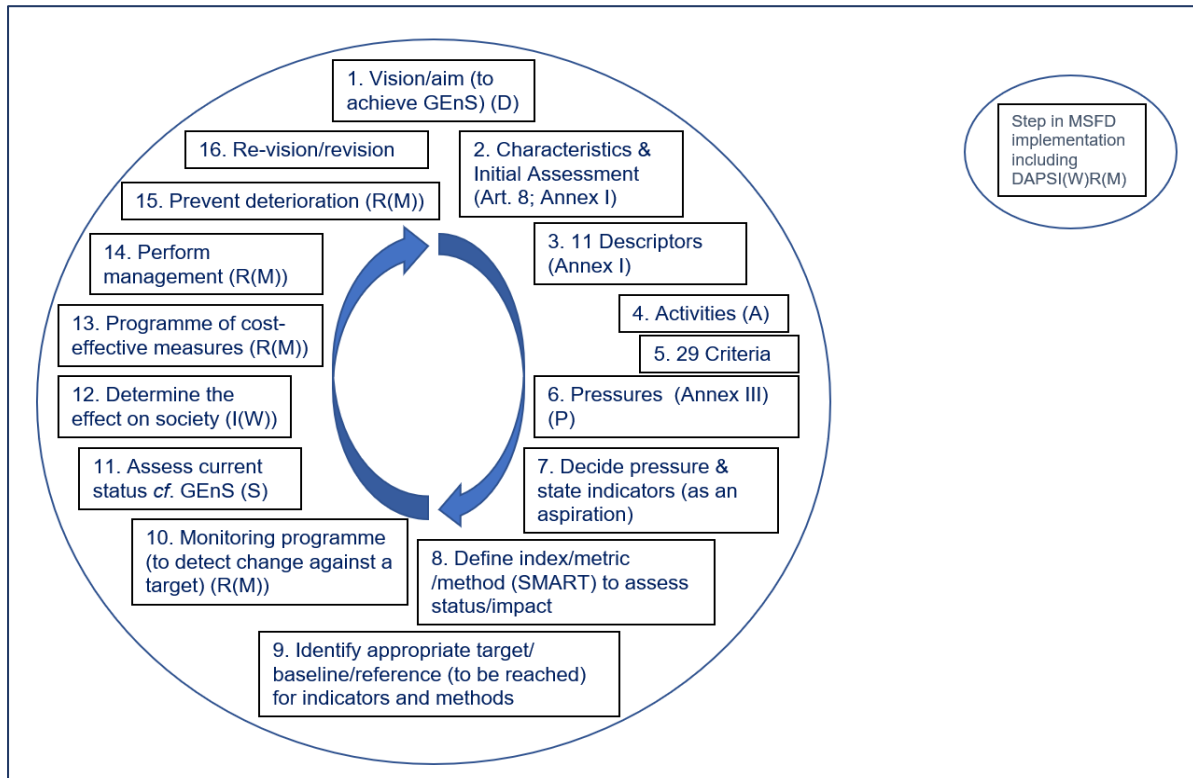 1. Vision/aim (to
achieve GEnS) (D)
2. Characteristics &
Initial Assessment
(Art. 8; Annex I)
3. 11 Descriptors
(Annex I)
4. Activities (A)
5. 29 Criteria
6. Pressures (Annex III)
(P)
7. Decide pressure &
state indicators (as an
aspiration)
8. Define index/metric
/method (SMART) to assess
status/impact
9. Identify appropriate target/
baseline/reference (to be reached)
for indicators and methods
10. Monitoring programme
(to detect change against a
target) (R(M))
11. Assess current
status cf. GEnS (S)
12. Determine the
effect on society (I(W))
13. Programme of cost-
effective measures (R(M))
14. Perform
management (R(M))
15. Prevent deterioration (R(M))
16. Re-vision/revision
Step in MSFD
implementation
including
DAPSI(W)R(M)